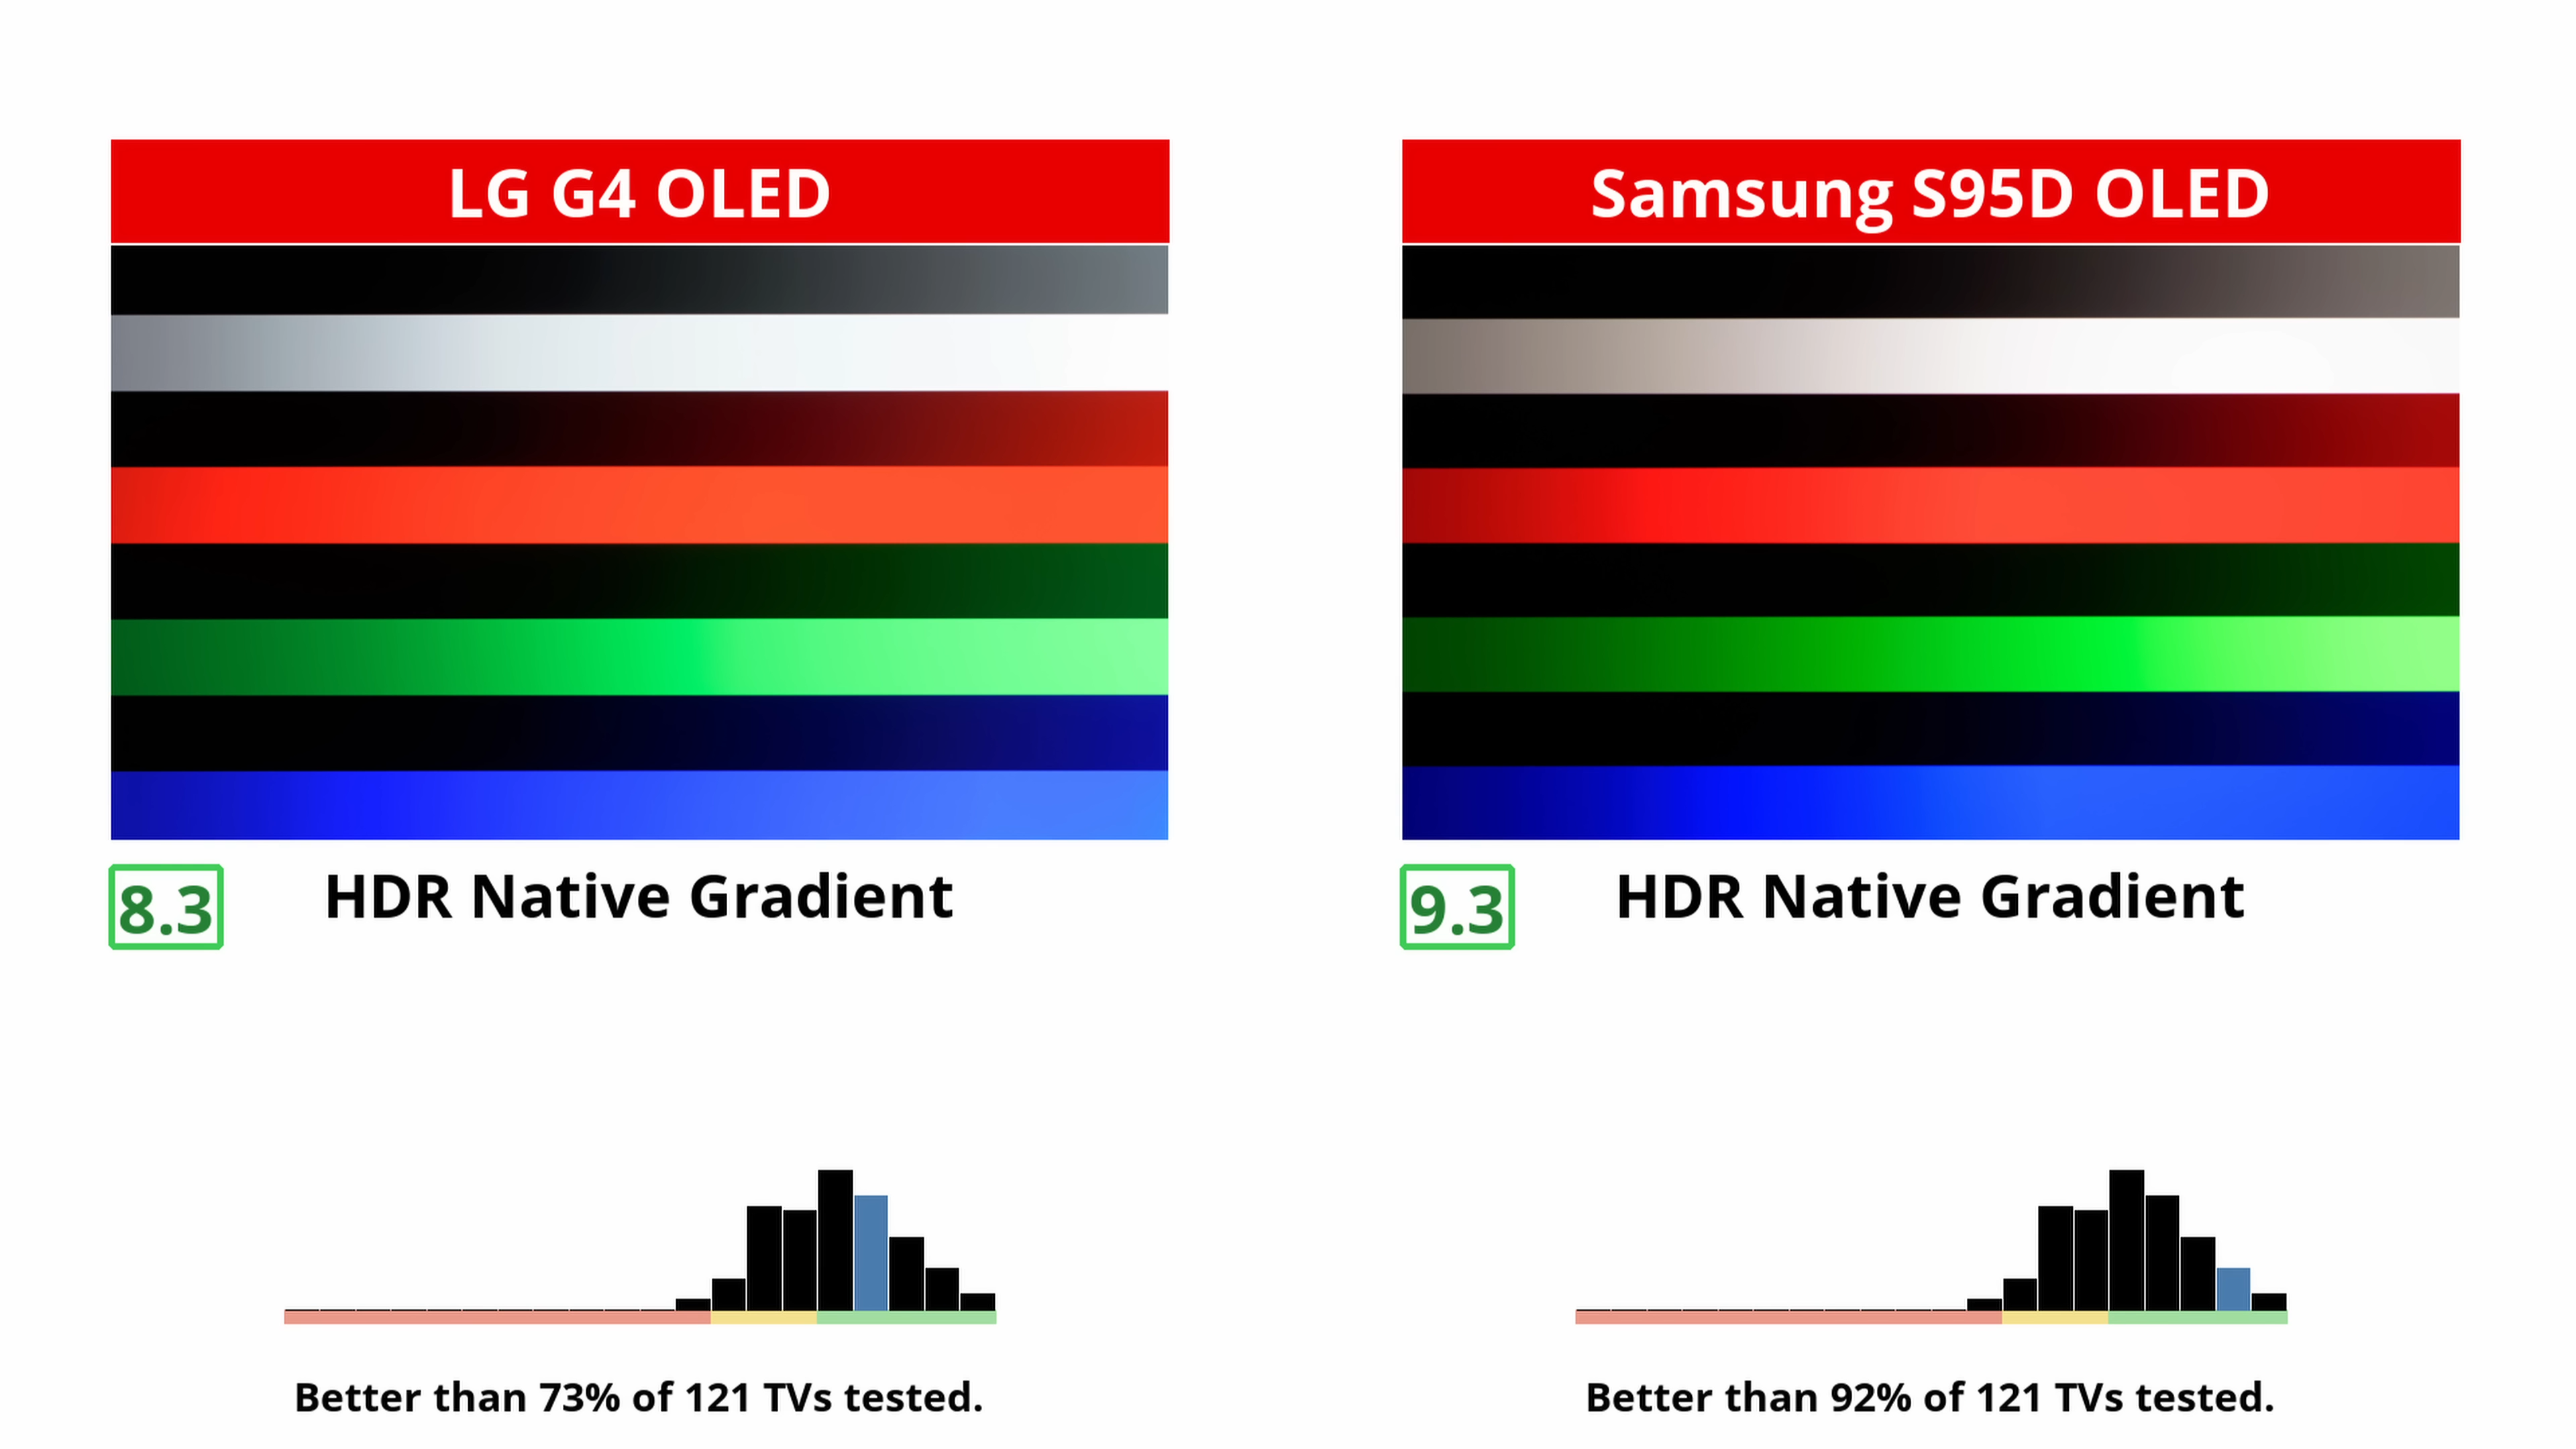 LG G4 OLED
Samsung S95D OLED
8.3
HDR Native Gradient
9.3
HDR Native Gradient
Better than 73% of 121 TVs tested.
Better than 92% of 121 TVs tested.